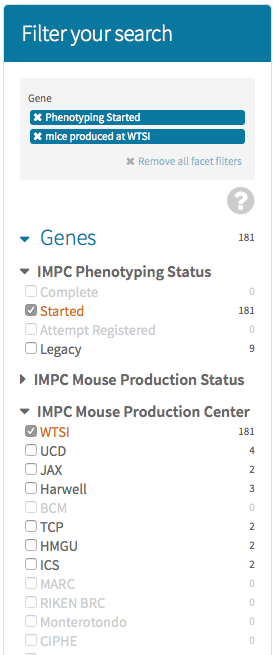 Filter your search
Gene
✖ Phenotyping Started
✖ mice produced at WTSI
✖ Remove all facet filters
?
Genes 181
IMPC Phenotyping Status
Complete 0
Started 181
Attempt Registered 0
Legacy 9
IMPC Mouse Production Status
IMPC Mouse Production Center
WTSI 181
UCD 4
JAX 2
Harwell 3
BCM 0
TCP 2
HMGU 2
ICS 2
MARC 0
RIKEN BRC 0
Monterotondo 0
CIPHE 0